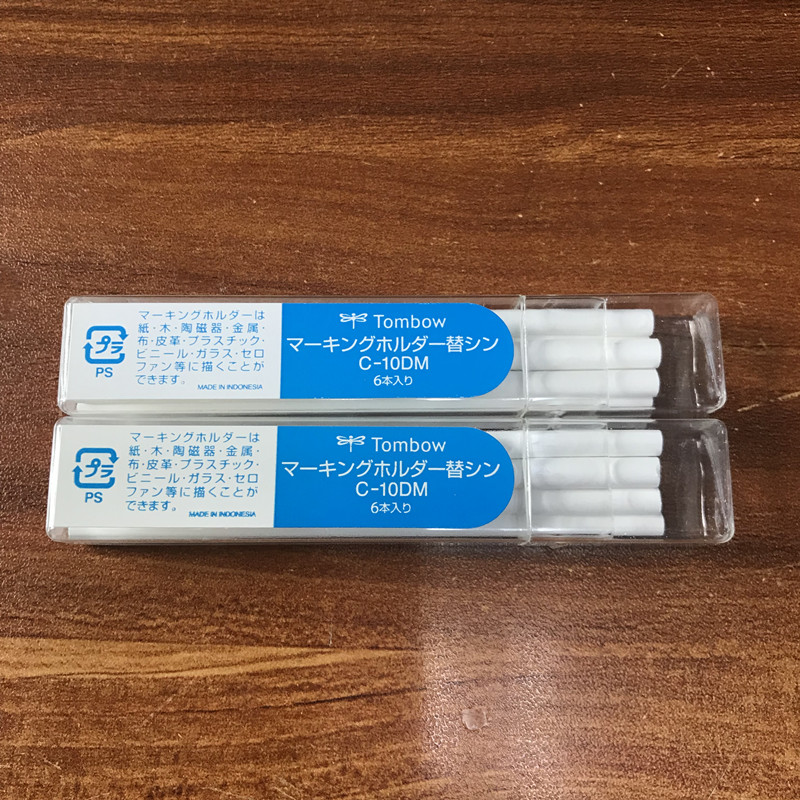 マーキングホルダーは
紙・木・陶磁器・金属・
布・皮革・プラスチック・
ビニール・ガラス・セロ
ファン等に描くことが
できます。
MADE IN INDONESIA
プラ
PS
Tombow
マーキングホルダー替シン
C-10DM
6本入り
マーキングホルダーは
紙・木・陶磁器・金属・
布・皮革・プラスチック・
ビニール・ガラス・セロ
ファン等に描くことが
できます。
MADE IN INDONESIA
プラ
PS
Tombow
マーキングホルダー替シン
C-10DM
6本入り